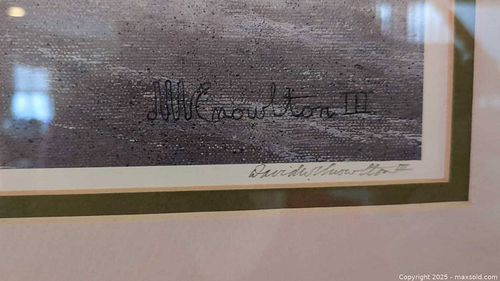 Knowlton III
David W. Knowlton III
Copyright 2025 - maxsold.com